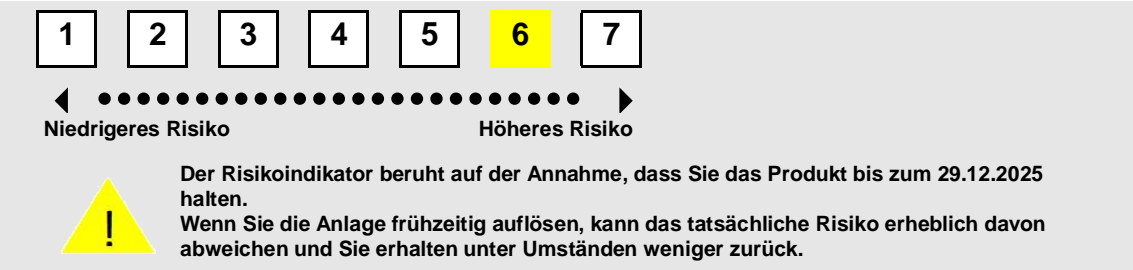 1 2 3 4 5 6 7
Niedrigeres Risiko Höheres Risiko
Der Risikoindikator beruht auf der Annahme, dass Sie das Produkt bis zum 29.12.2025
halten.
Wenn Sie die Anlage frühzeitig auflösen, kann das tatsächliche Risiko erheblich davon
abweichen und Sie erhalten unter Umständen weniger zurück.
!